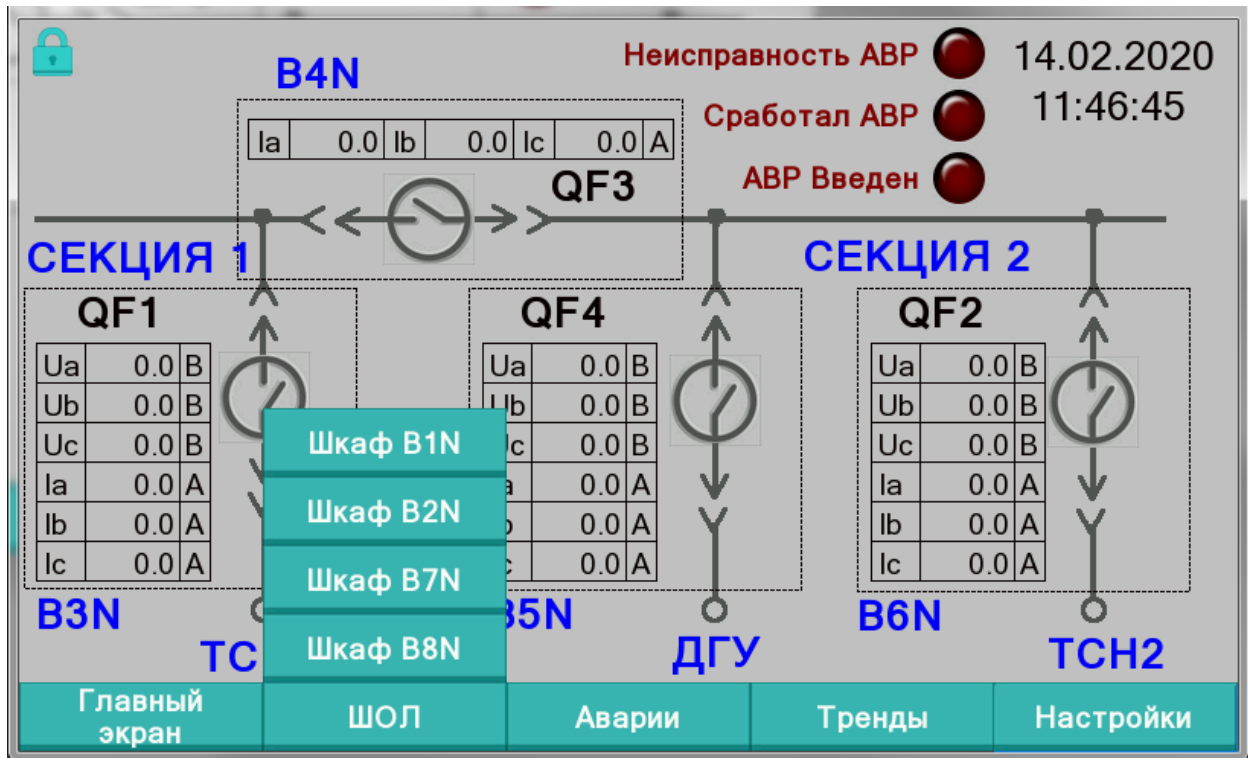 Неисправность АВР
14.02.2020
B4N
Сработал АВР
11:46:45
Ia 0.0 Ib 0.0 Ic 0.0 A
АВР Введен
QF3
СЕКЦИЯ 1
СЕКЦИЯ 2
QF1
Ua 0.0 В
Ub 0.0 В
Uc 0.0 В
Ia 0.0 А
Ib 0.0 А
Ic 0.0 А
B3N
ТС
QF4
Ua 0.0 В
Ub 0.0 В
Uc 0.0 В
0.0 А
0.0 А
0.0 А
B5N
ДГУ
QF2
Ua 0.0 В
Ub 0.0 В
Uc 0.0 В
Ia 0.0 А
Ib 0.0 А
Ic 0.0 А
B6N
ТСН2
Шкаф B1N
Шкаф B2N
Шкаф B7N
Шкаф B8N
Главный
экран
ШОЛ
Аварии
Тренды
Настройки